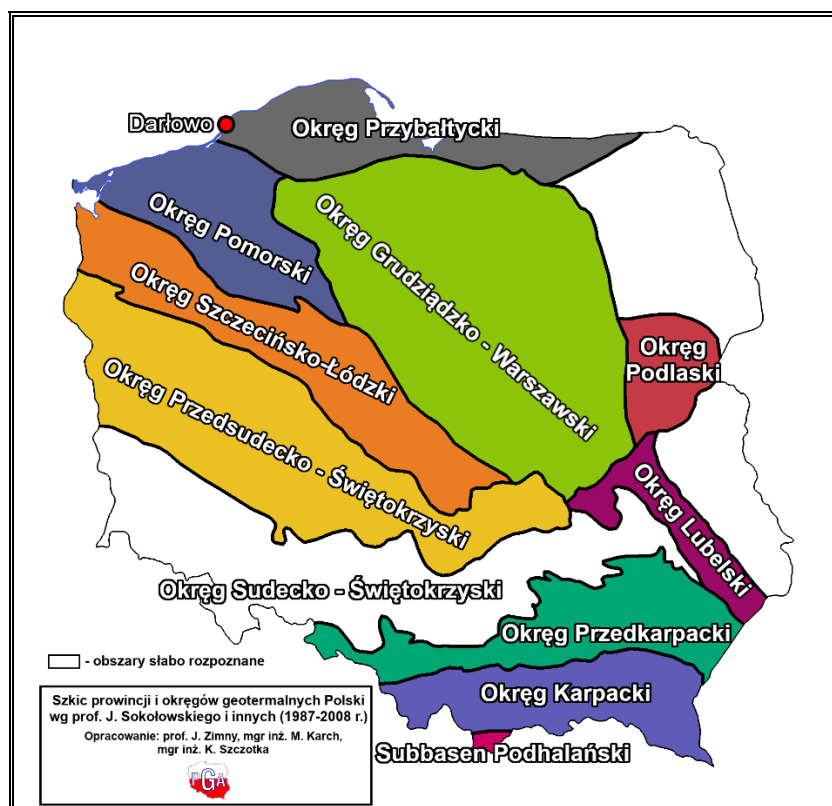 Darłowo
Okręg Przybałtycki
Okręg Pomorski
Okręg Grudziądzko - Warszawski
Okręg Szczecińsko-Łódzki
Okręg
Podlaski
Okręg Przedsudecko - Świętokrzyski
Okręg Lubelski
Okręg Sudecko - Świętokrzyski
Okręg Przedkarpacki
- obszary słabo rozpoznane
Okręg Karpacki
Subbasen Podhalański
Szkic prowincji i okręgów geotermalnych Polski
wg prof. J. Sokołowskiego i innych (1987-2008 r.)
Opracowanie: prof. J. Zimny, mgr inż. M. Karch,
mgr inż. K. Szczotka
PGA